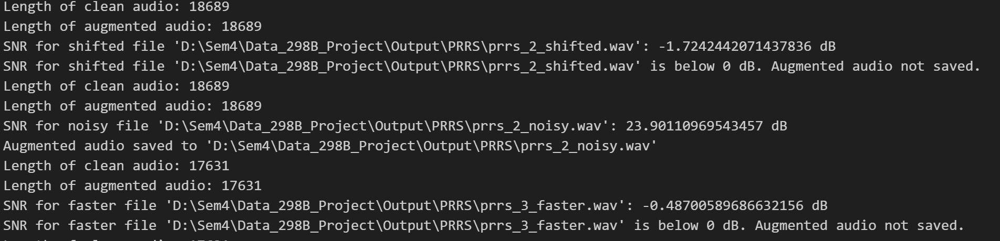 Length of clean audio: 18689
Length of augmented audio: 18689
SNR for shifted file 'D:\Sem4\Data_298B_Project\Output\PRRS\prrs_2_shifted.wav': -1.7242442071437836 dB
SNR for shifted file 'D:\Sem4\Data_298B_Project\Output\PRRS\prrs_2_shifted.wav' is below 0 dB. Augmented audio not saved.
Length of clean audio: 18689
Length of augmented audio: 18689
SNR for noisy file 'D:\Sem4\Data_298B_Project\Output\PRRS\prrs_2_noisy.wav': 23.90110969543457 dB
Augmented audio saved to 'D:\Sem4\Data_298B_Project\Output\PRRS\prrs_2_noisy.wav'
Length of clean audio: 17631
Length of augmented audio: 17631
SNR for faster file 'D:\Sem4\Data_298B_Project\Output\PRRS\prrs_3_faster.wav': -0.48700589686632156 dB
SNR for faster file 'D:\Sem4\Data_298B_Project\Output\PRRS\prrs_3_faster.wav' is below 0 dB. Augmented audio not saved.